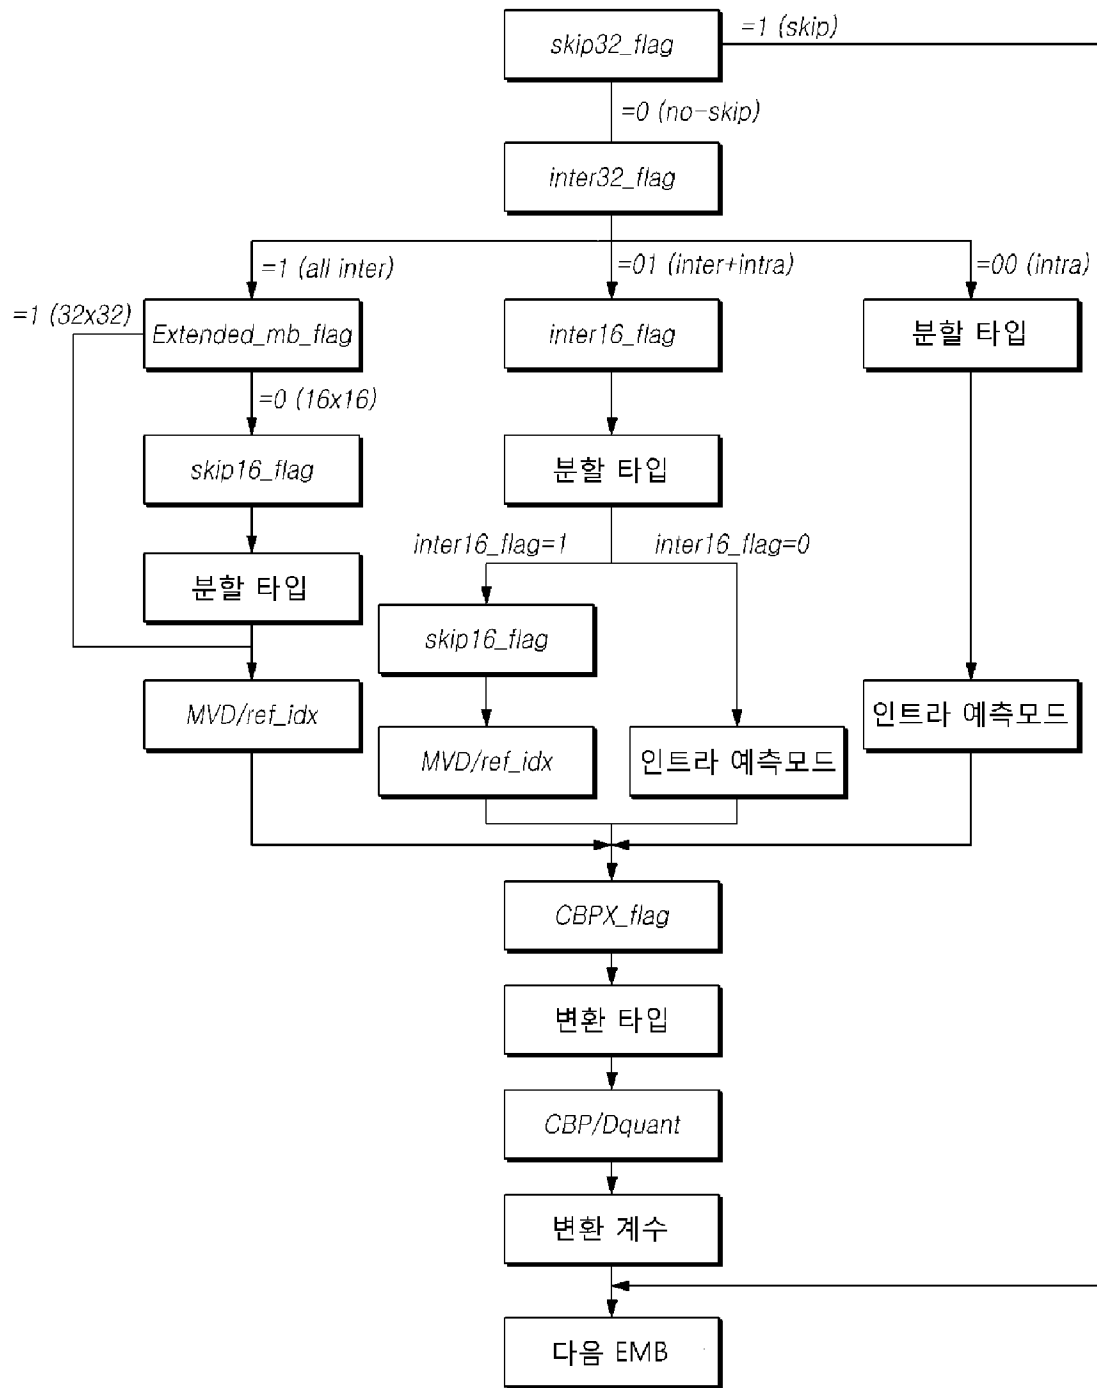 skip32_flag
=1 (skip)
=0 (no-skip)
inter32_flag
=1 (all inter)
=01 (inter+intra)
=00 (intra)
=1 (32x32)
Extended_mb_flag
inter16_flag
분할 타입
=0 (16x16)
skip16_flag
분할 타입
inter16_flag=1
inter16_flag=0
분할 타입
skip16_flag
MVD/ref_idx
인트라 예측모드
MVD/ref_idx
인트라 예측모드
CBPX_flag
변환 타입
CBP/Dquant
변환 계수
다음 EMB